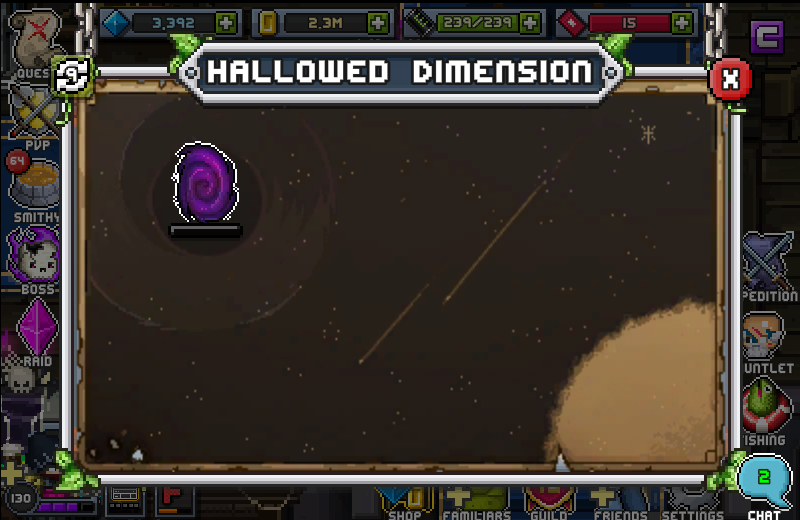 3,392
2.3M
239/239
15
HALLOWED DIMENSION
X
QUES
PVP
64
SMITHY
BOSS
RAID
PEDITION
UNTLET
ISHING
130
SHOP
FAMILIARS
GUILD
FRIENDS
SETTINGS
2
CHAT